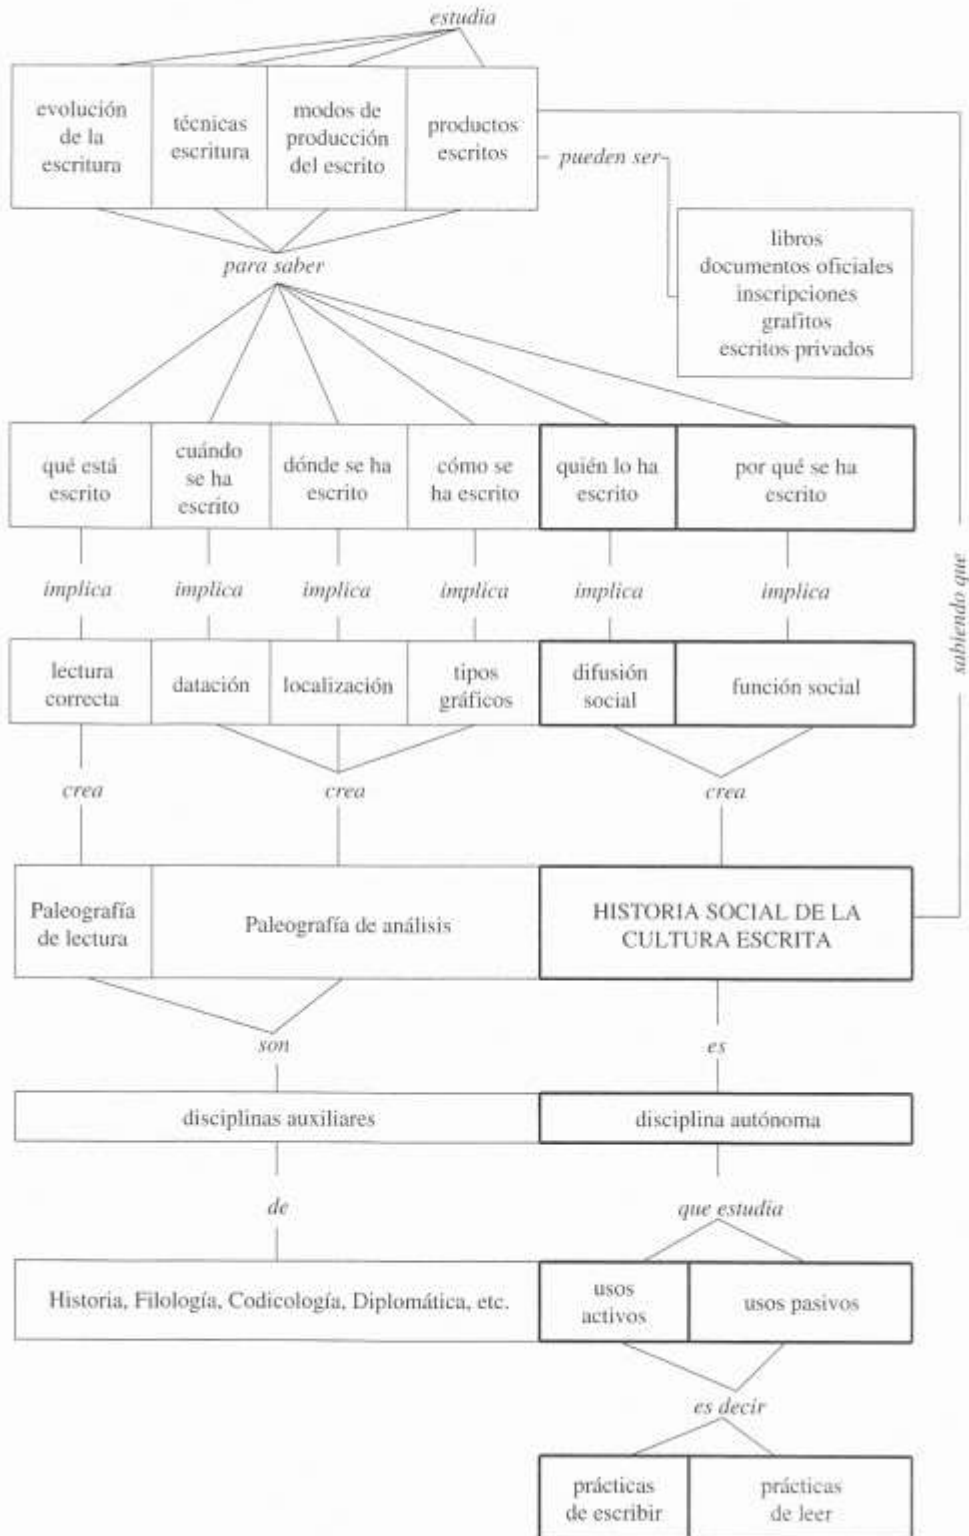 estudia
evolución
de la
escritura
técnicas
escritura
modos de
producción
del escrito
productos
escritos
pueden ser
libros
documentos oficiales
inscripciones
grafitos
escritos privados
para saber
qué está
escrito
cuándo
se ha
escrito
dónde se ha
escrito
cómo se
ha escrito
quién lo ha
escrito
por qué se ha
escrito
implica
implica
implica
implica
implica
implica
sabiendo que
lectura
correcta
datación
localización
tipos
gráficos
difusión
social
función social
crea
crea
crea
Paleografía
de lectura
Paleografía de análisis
HISTORIA SOCIAL DE LA
CULTURA ESCRITA
son
es
disciplinas auxiliares
disciplina autónoma
de
que estudia
Historia, Filología, Codicología, Diplomática, etc.
usos
activos
usos pasivos
es decir
prácticas
de escribir
prácticas
de leer